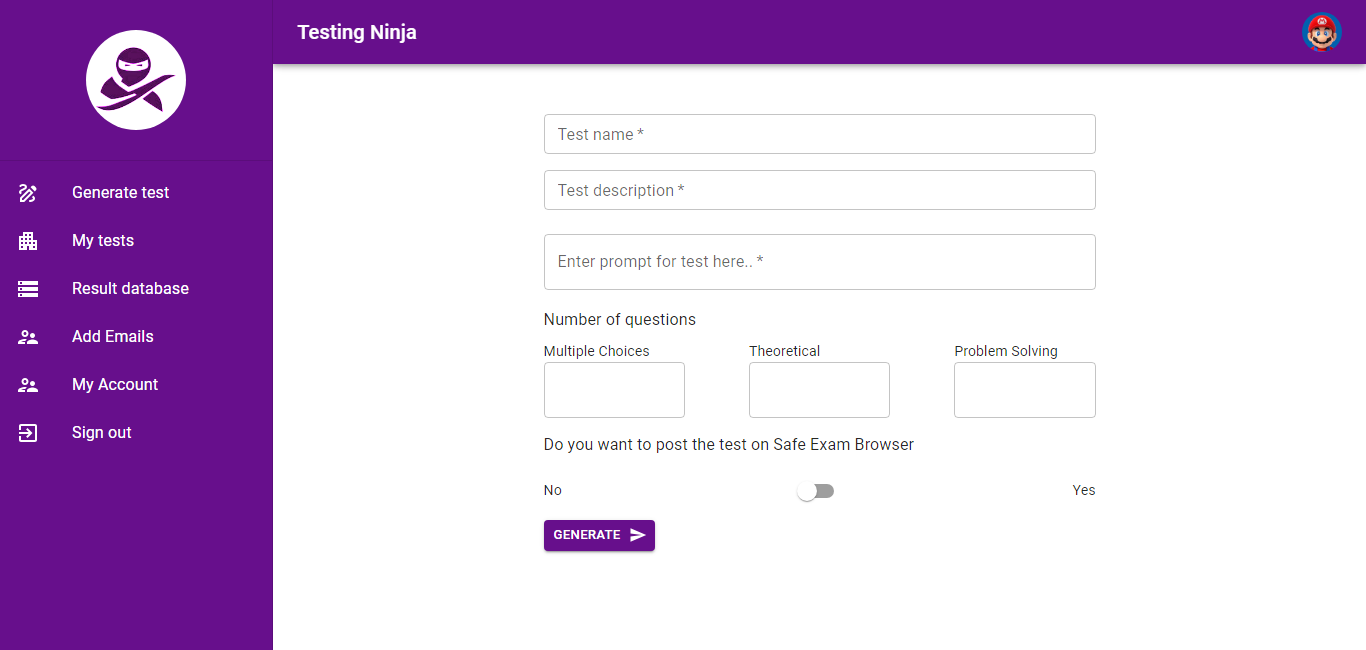 Testing Ninja
Generate test
My tests
Result database
Add Emails
My Account
Sign out
Test name *
Test description *
Enter prompt for test here.. *
Number of questions
Multiple Choices Theoretical Problem Solving
Do you want to post the test on Safe Exam Browser
No Yes
GENERATE